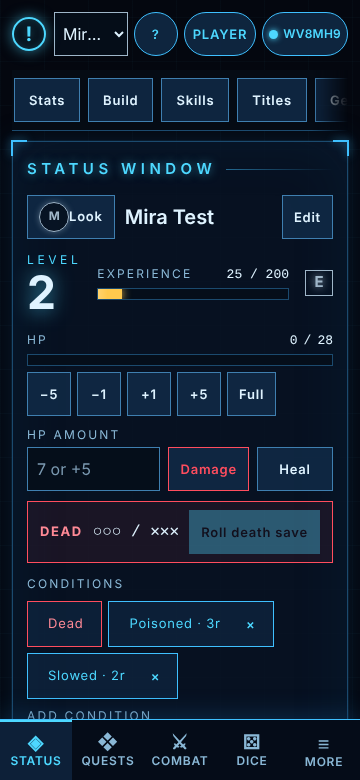 !
Mir...
?
PLAYER
WV8MH9
Stats
Build
Skills
Titles
STATUS WINDOW
M
Look
Mira Test
Edit
LEVEL
2
EXPERIENCE
25 / 200
E
HP
0 / 28
−5
−1
+1
+5
Full
HP AMOUNT
7 or +5
Damage
Heal
DEAD ○○○ / ×××
Roll death save
CONDITIONS
Dead
Poisoned · 3r ×
Slowed · 2r ×
ADD CONDITION
STATUS
QUESTS
COMBAT
DICE
MORE